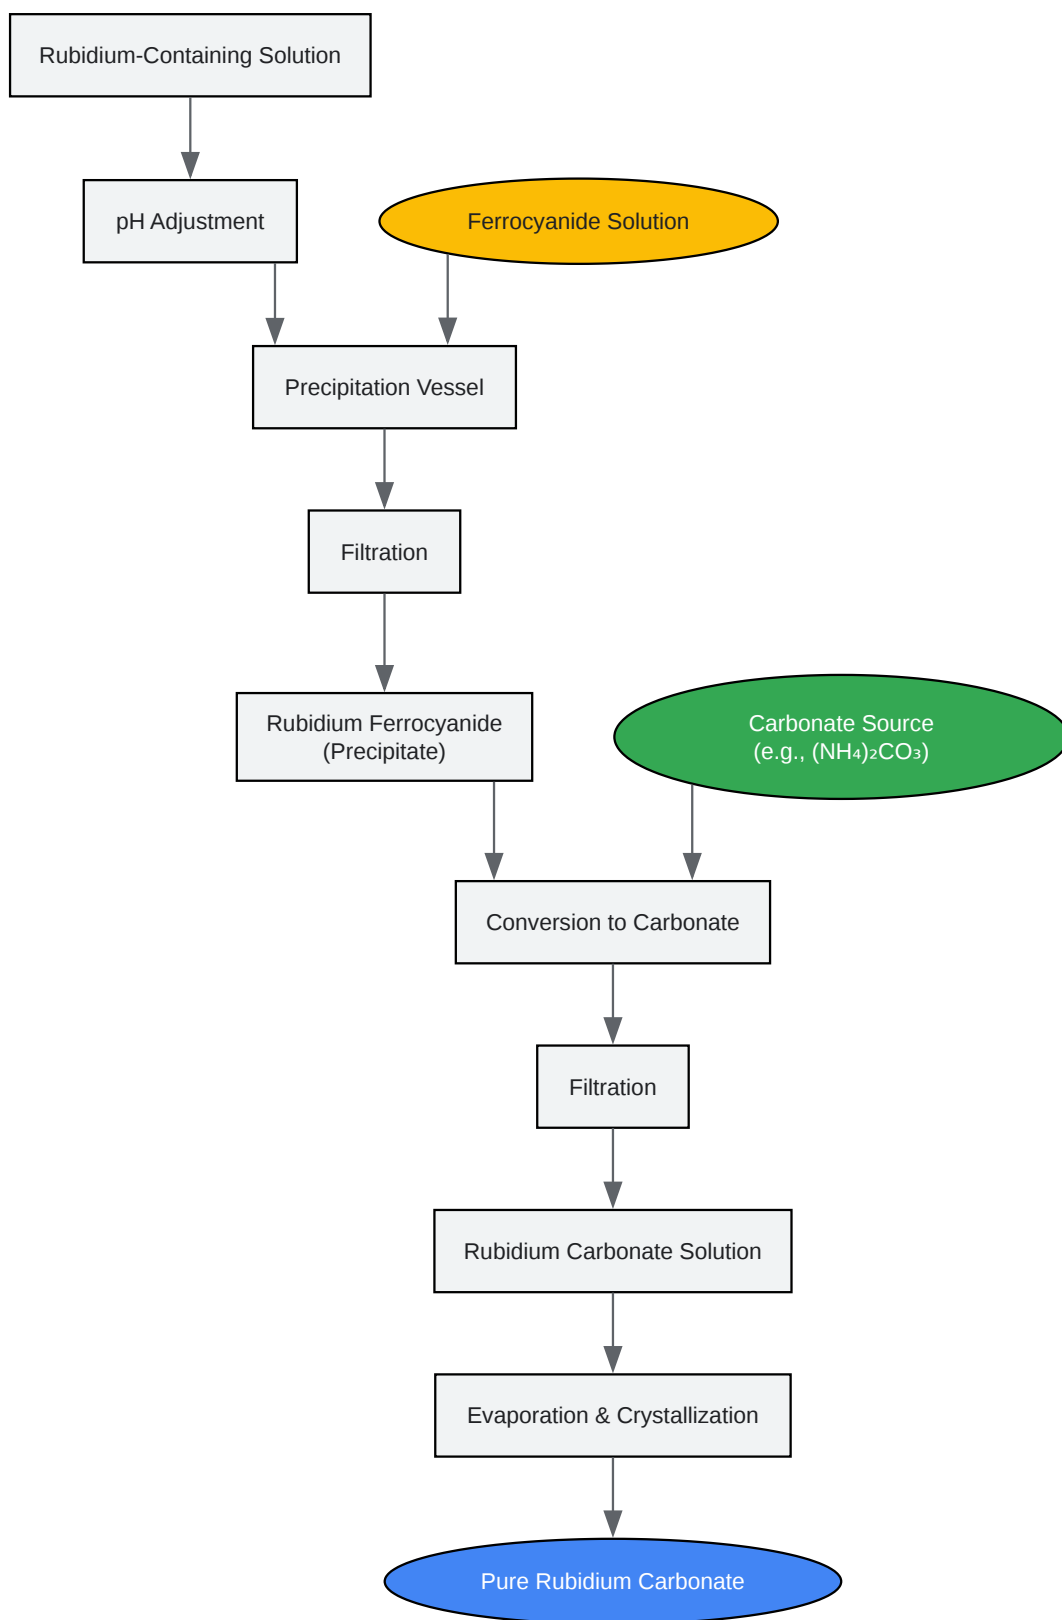 Rubidium-Containing Solution
pH Adjustment
Ferrocyanide Solution
Precipitation Vessel
Filtration
Rubidium Ferrocyanide
(Precipitate)
Carbonate Source
(e.g., (NH₄)₂CO₃)
Conversion to Carbonate
Filtration
Rubidium Carbonate Solution
Evaporation & Crystallization
Pure Rubidium Carbonate